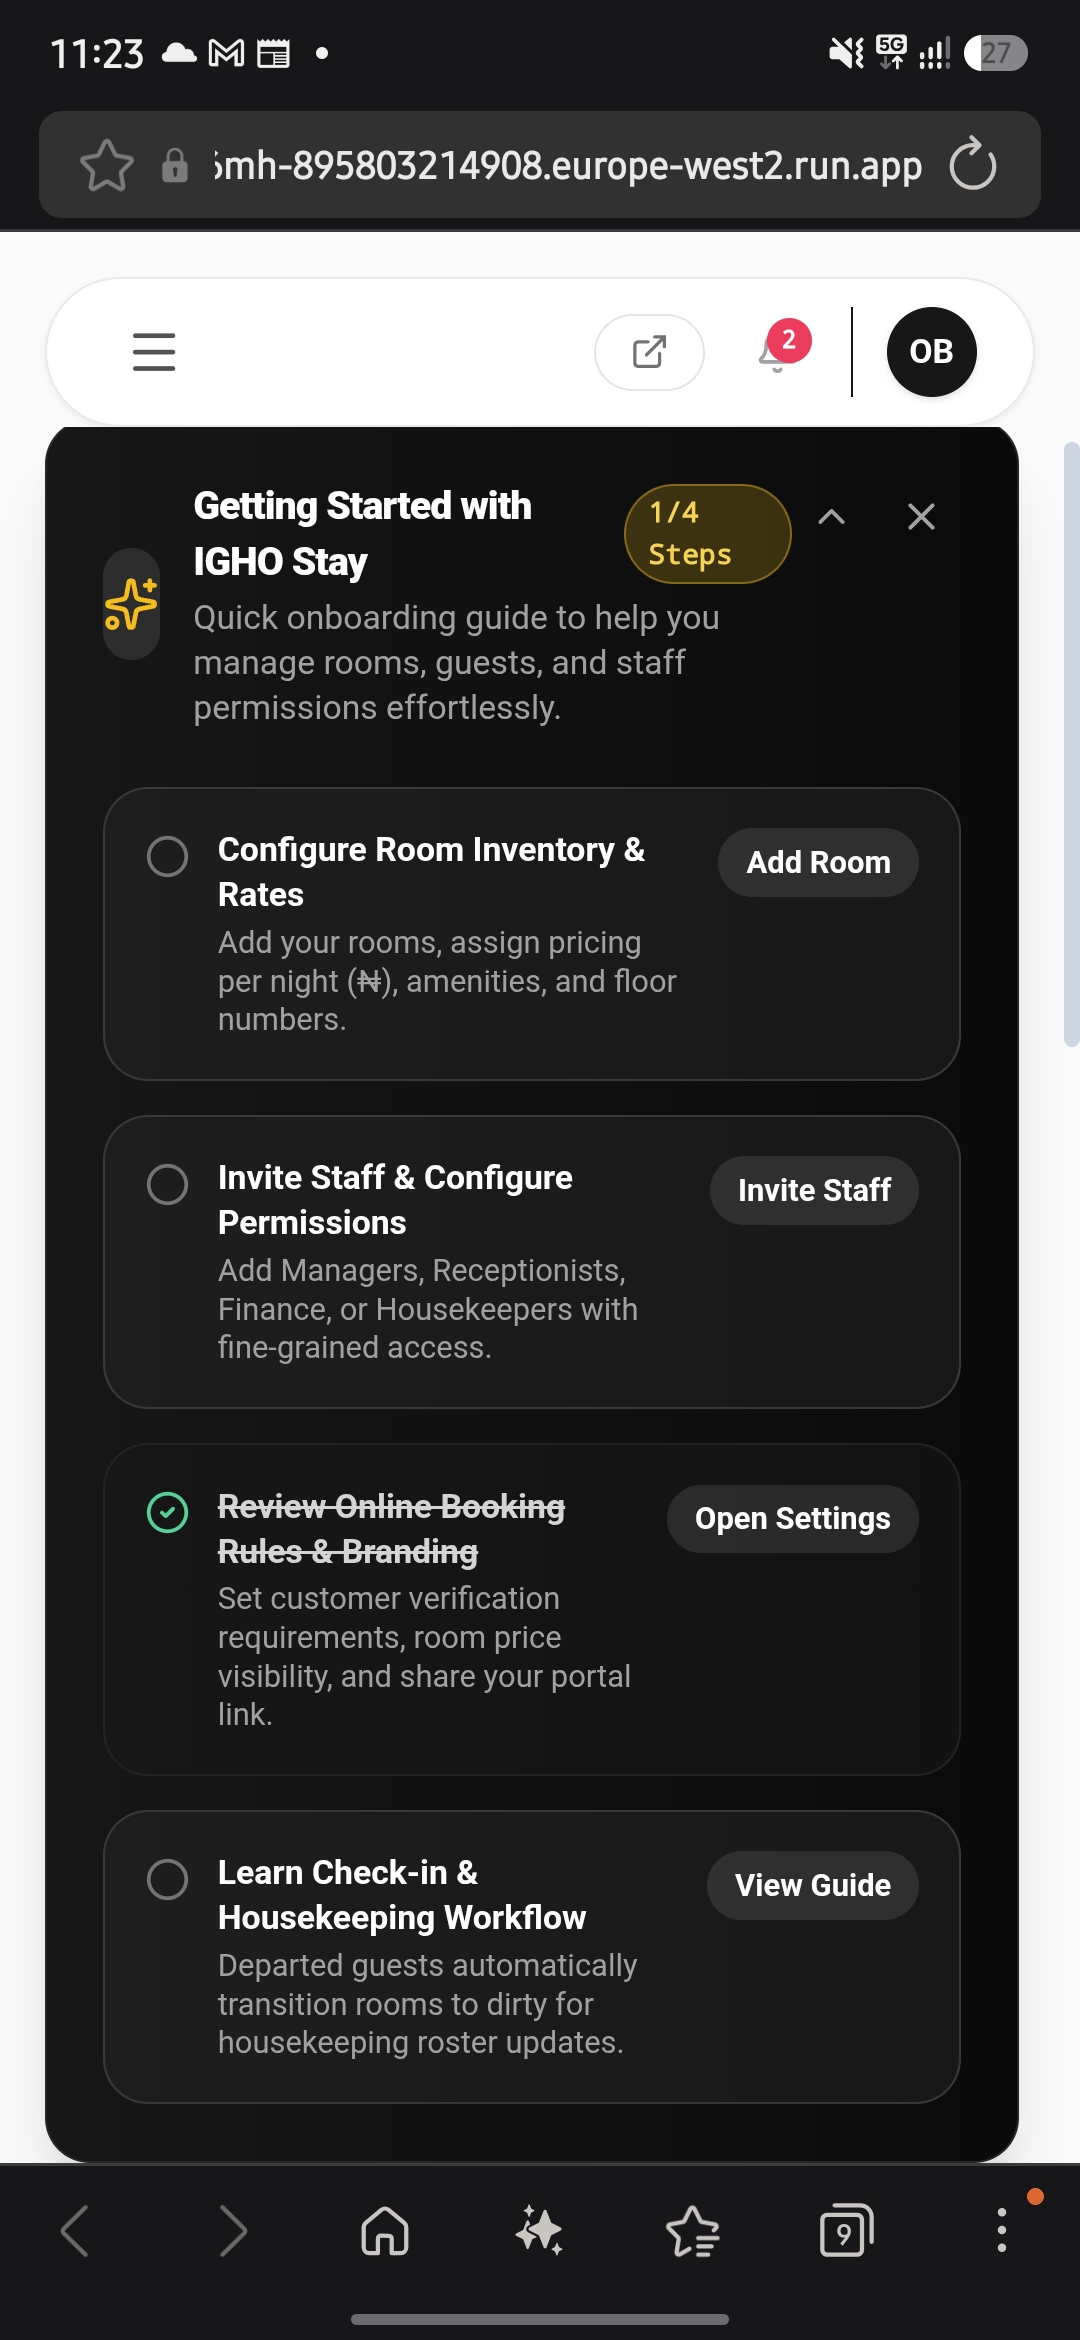 11:23
5G
27
6mh-895803214908.europe-west2.run.app
2
OB
Getting Started with
IGHO Stay
1/4
Steps
Quick onboarding guide to help you
manage rooms, guests, and staff
permissions effortlessly.
Configure Room Inventory &
Rates
Add Room
Add your rooms, assign pricing
per night (₦), amenities, and floor
numbers.
Invite Staff & Configure
Permissions
Invite Staff
Add Managers, Receptionists,
Finance, or Housekeepers with
fine-grained access.
Review Online Booking
Rules & Branding
Open Settings
Set customer verification
requirements, room price
visibility, and share your portal
link.
Learn Check-in &
Housekeeping Workflow
View Guide
Departed guests automatically
transition rooms to dirty for
housekeeping roster updates.
9